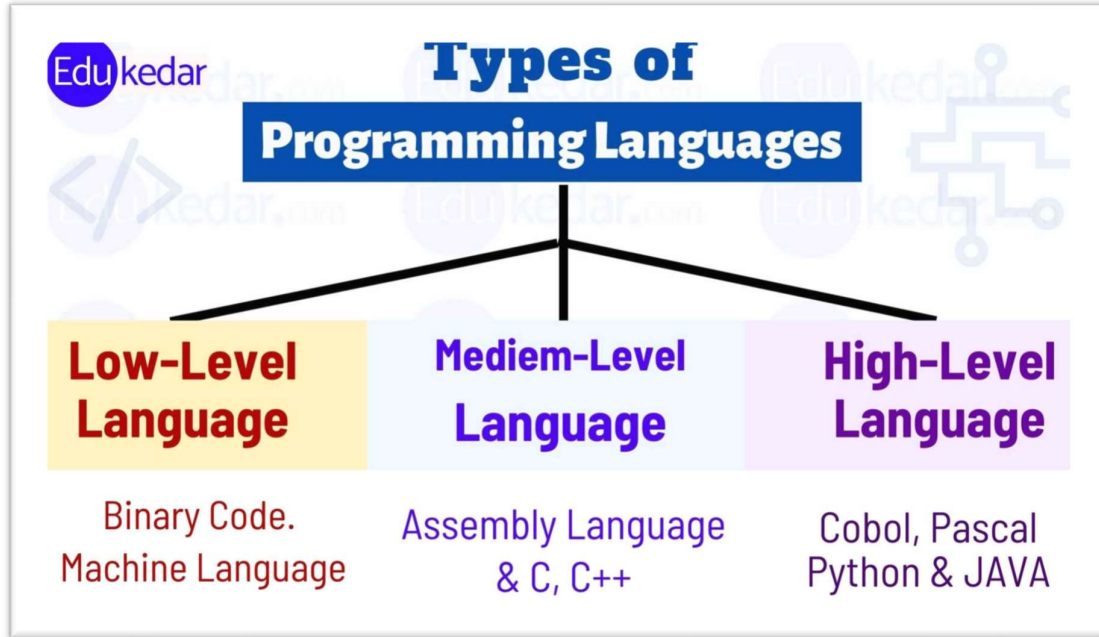 Edukedar
Types of
Programming Languages
Low-Level
Language
Mediem-Level
Language
High-Level
Language
Binary Code.
Machine Language
Assembly Language
& C, C++
Cobol, Pascal
Python & JAVA